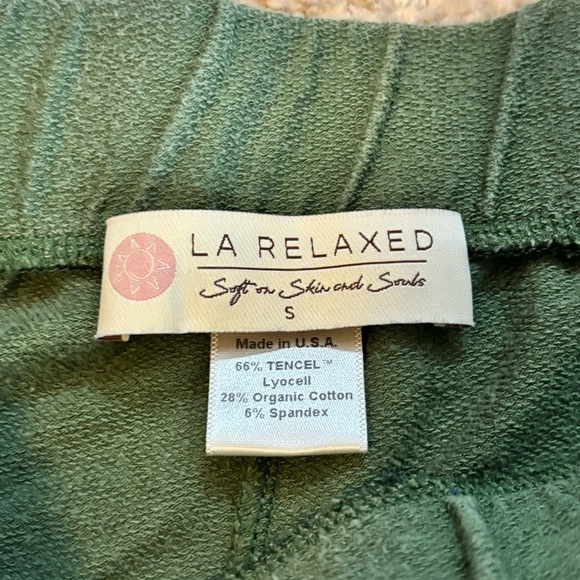 LA RELAXED
Soft on Skin and Souls
S
Made in U.S.A.
66% TENCEL™
Lyocell
28% Organic Cotton
6% Spandex